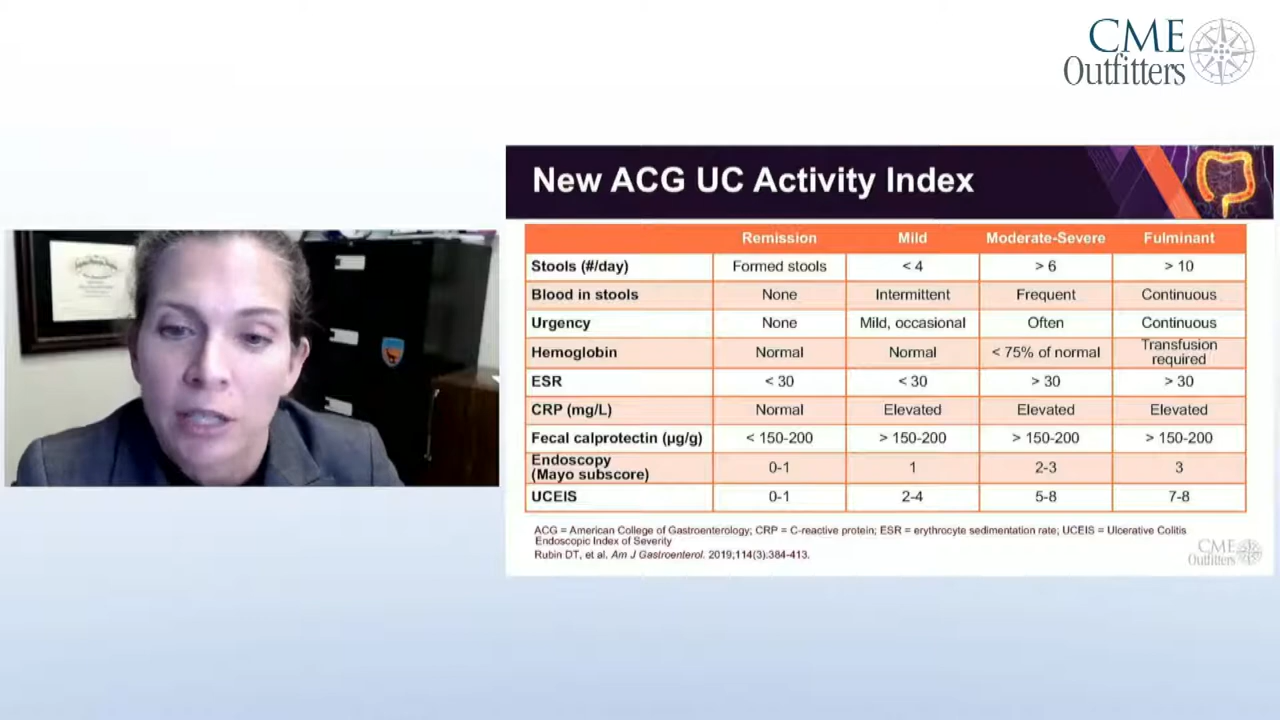 CME
Outfitters
New ACG UC Activity Index
Remission Mild Moderate-Severe Fulminant
Stools (#/day) Formed stools < 4 > 6 > 10
Blood in stools None Intermittent Frequent Continuous
Urgency None Mild, occasional Often Continuous
Hemoglobin Normal Normal < 75% of normal Transfusion required
ESR < 30 < 30 > 30 > 30
CRP (mg/L) Normal Elevated Elevated Elevated
Fecal calprotectin (µg/g) < 150-200 > 150-200 > 150-200 > 150-200
Endoscopy (Mayo subscore) 0-1 1 2-3 3
UCEIS 0-1 2-4 5-8 7-8
ACG = American College of Gastroenterology; CRP = C-reactive protein; ESR = erythrocyte sedimentation rate; UCEIS = Ulcerative Colitis
Endoscopic Index of Severity
Rubin DT, et al. Am J Gastroenterol. 2019;114(3):384-413.
CME
Outfitters